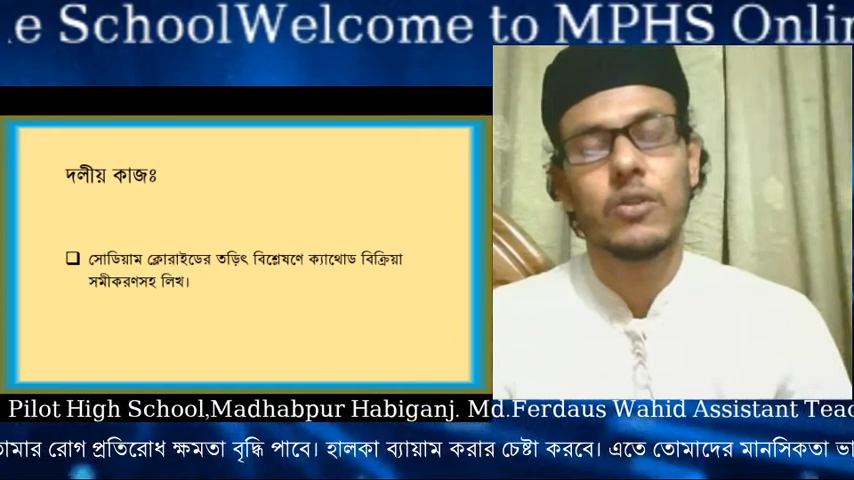 e SchoolWelcome to MPHS Onlin
দলীয় কাজঃ
❑ সোডিয়াম ক্লোরাইডের তড়িৎ বিশ্লেষণে ক্যাথোড বিক্রিয়া
সমীকরণসহ লিখ।
Pilot High School,Madhabpur Habiganj. Md.Ferdaus Wahid Assistant Teac
তামার রোগ প্রতিরোধ ক্ষমতা বৃদ্ধি পাবে। হালকা ব্যায়াম করার চেষ্টা করবে। এতে তোমাদের মানসিকতা ভা